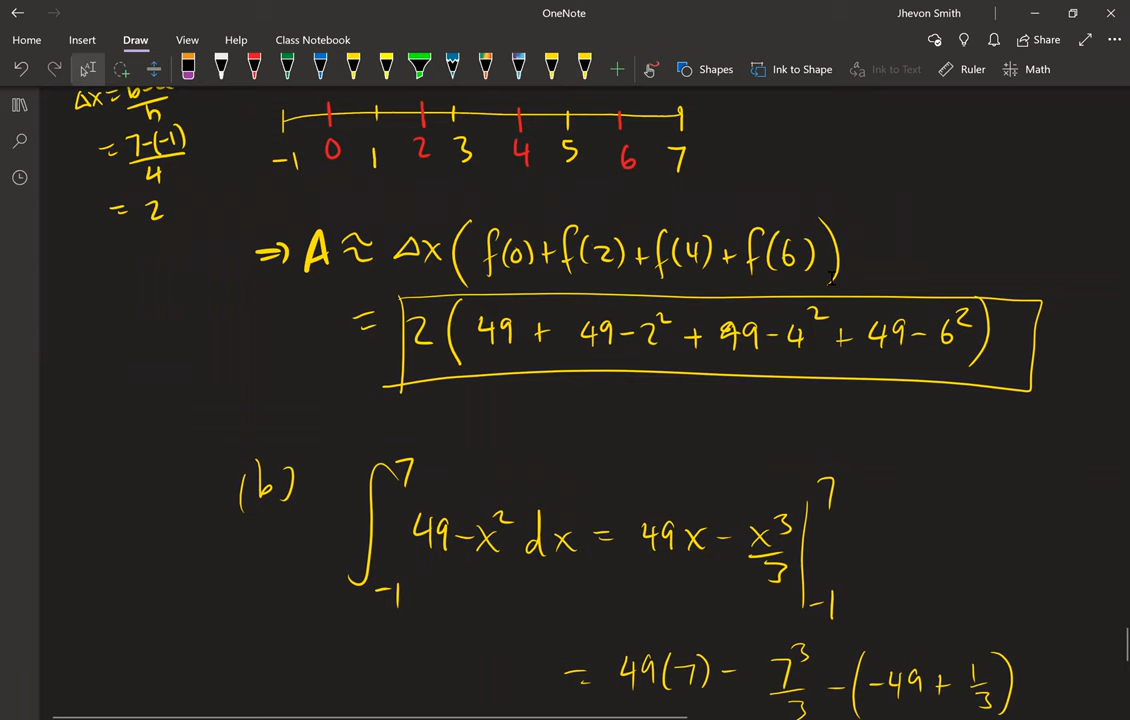 OneNote
Jhevon Smith
Home Insert Draw View Help Class Notebook
Share
Shapes Ink to Shape Ink to Text Ruler Math
Δx =
n
= 7-(-1)
4
= 2
-1 0 1 2 3 4 5 6 7
⇒ A ≈ Δx ( f(0)+f(2)+f(4)+f(6) )
= 2 ( 49 + 49-2² + 49-4² + 49-6² )
(b) ∫₋₁⁷ 49-x² dx = 49x - x³/3 |₋₁⁷
= 49(7) - 7³/3 - (-49 + 1/3)